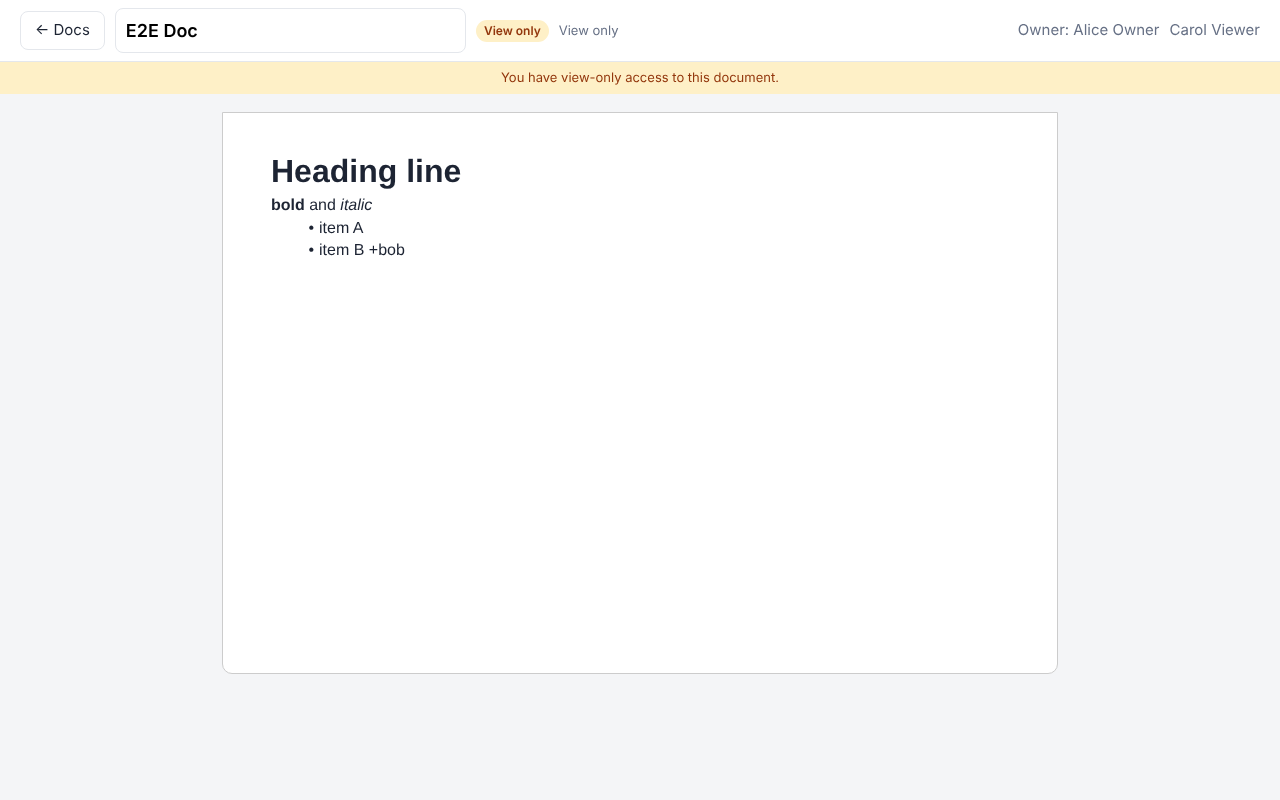 ← Docs E2E Doc View only View only Owner: Alice Owner Carol Viewer
You have view-only access to this document.
Heading line
bold and italic
• item A
• item B +bob